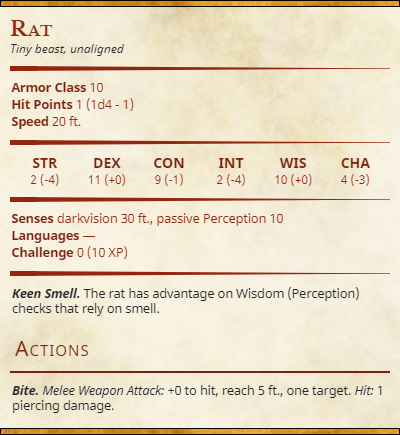 Rat
Tiny beast, unaligned
Armor Class 10
Hit Points 1 (1d4 - 1)
Speed 20 ft.
STR DEX CON INT WIS CHA
2 (-4) 11 (+0) 9 (-1) 2 (-4) 10 (+0) 4 (-3)
Senses darkvision 30 ft., passive Perception 10
Languages —
Challenge 0 (10 XP)
Keen Smell. The rat has advantage on Wisdom (Perception)
checks that rely on smell.
Actions
Bite. Melee Weapon Attack: +0 to hit, reach 5 ft., one target. Hit: 1
piercing damage.